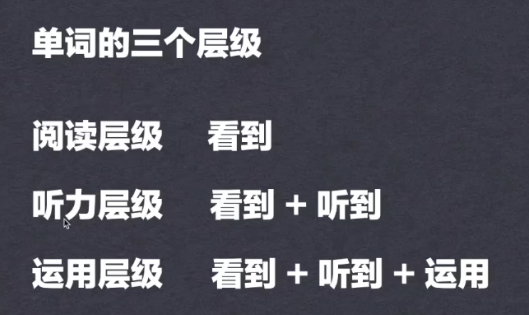 单词的三个层级
阅读层级 看到
听力层级 看到 + 听到
运用层级 看到 + 听到 + 运用